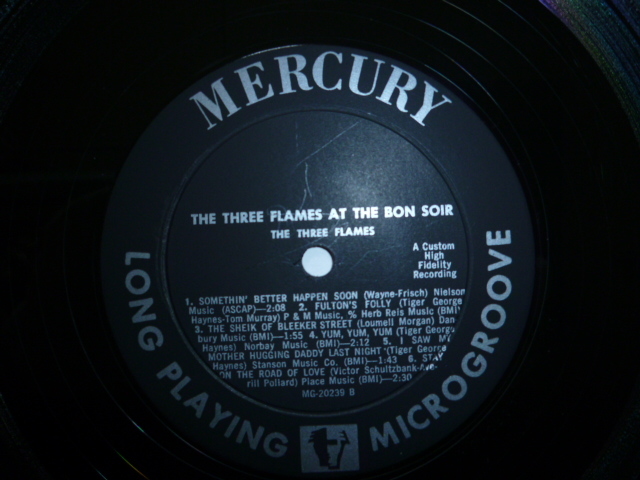 MERCURY
THE THREE FLAMES AT THE BON SOIR
THE THREE FLAMES
A Custom
High
Fidelity
Recording
1. SOMETHIN' BETTER HAPPEN SOON (Wayne-Frisch) Nielson
Music (ASCAP)—2:08 2. FULTON'S FOLLY (Tiger George
Haynes-Tom Murray) P & M Music, % Herb Reis Music (BMI)
3. THE SHEIK OF BLEEKER STREET (Loumell Morgan) Dan
bury Music (BMI)—1:55 4. YUM, YUM, YUM (Tiger George
Haynes) Norbay Music (BMI)—2:12 5. I SAW MY
MOTHER HUGGING DADDY LAST NIGHT (Tiger George
Haynes) Stanson Music Co. (BMI)—1:43 6. STAY
ON THE ROAD OF LOVE (Victor Schultzbank-Ave-
rill Pollard) Place Music (BMI)—2:30
MG-20239 B
LONG PLAYING MICROGROOVE